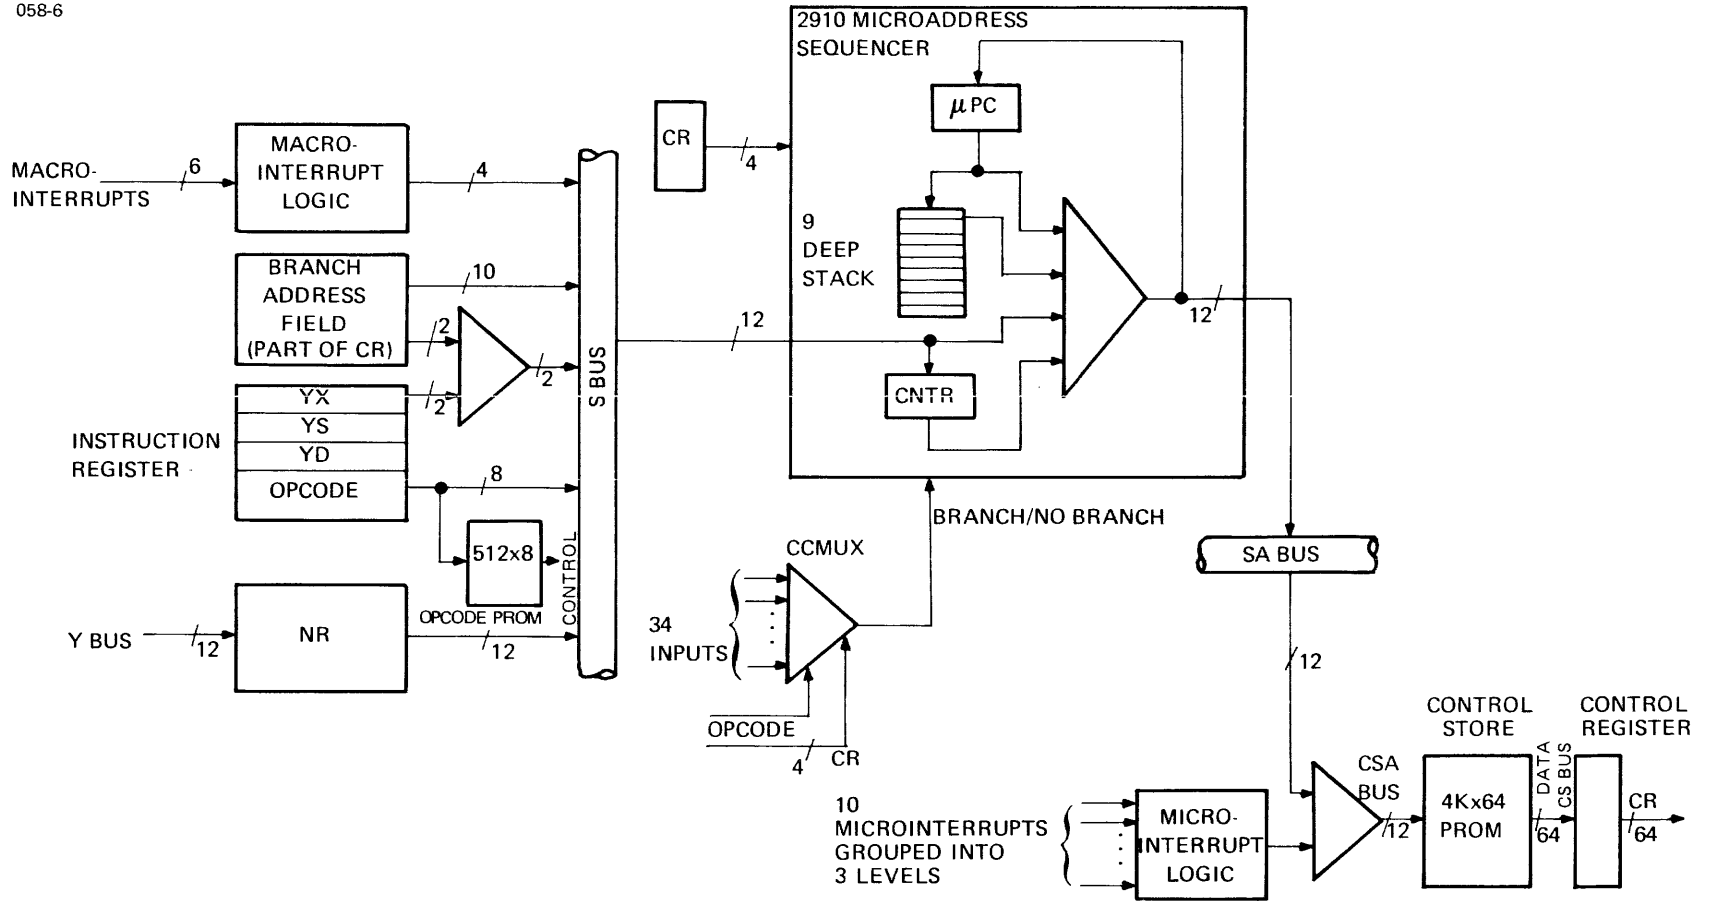 058-6
2910 MICROADDRESS
SEQUENCER
μPC
CR
4
MACRO-
INTERRUPTS
6
MACRO-
INTERRUPT
LOGIC
4
9
DEEP
STACK
BRANCH
ADDRESS
FIELD
(PART OF CR)
10
2
2
2
12
12
S BUS
CNTR
INSTRUCTION
REGISTER
YX
YS
YD
OPCODE
8
512x8
CONTROL
OPCODE PROM
Y BUS
12
NR
12
BRANCH/NO BRANCH
CCMUX
34
INPUTS
OPCODE
4
CR
SA BUS
12
10
MICROINTERRUPTS
GROUPED INTO
3 LEVELS
MICRO-
INTERRUPT
LOGIC
CSA
BUS
12
CONTROL
STORE
4Kx64
PROM
DATA
CS BUS
64
CONTROL
REGISTER
CR
64